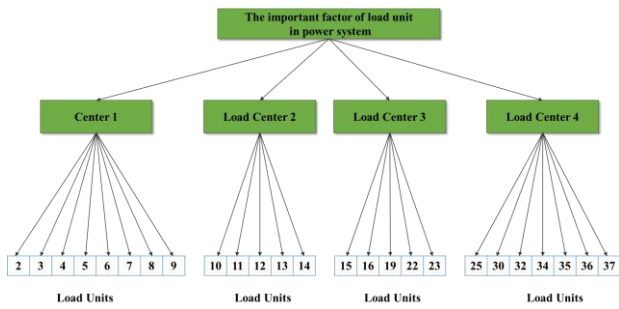 The important factor of load unit
in power system
Center 1
Load Center 2
Load Center 3
Load Center 4
2 3 4 5 6 7 8 9
10 11 12 13 14
15 16 19 22 23
25 30 32 34 35 36 37
Load Units
Load Units
Load Units
Load Units